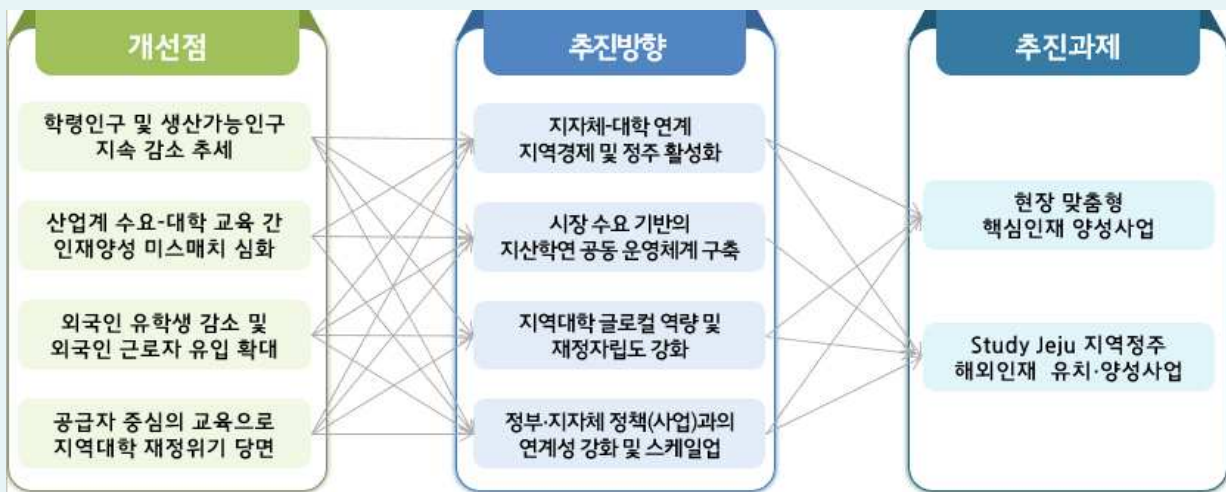 개선점
학령인구 및 생산가능인구
지속 감소 추세
산업계 수요-대학 교육 간
인재양성 미스매치 심화
외국인 유학생 감소 및
외국인 근로자 유입 확대
공급자 중심의 교육으로
지역대학 재정위기 당면
추진방향
지자체-대학 연계
지역경제 및 정주 활성화
시장 수요 기반의
지산학연 공동 운영체계 구축
지역대학 글로컬 역량 및
재정자립도 강화
정부·지자체 정책(사업)과의
연계성 강화 및 스케일업
추진과제
현장 맞춤형
핵심인재 양성사업
Study Jeju 지역정주
해외인재 유치·양성사업